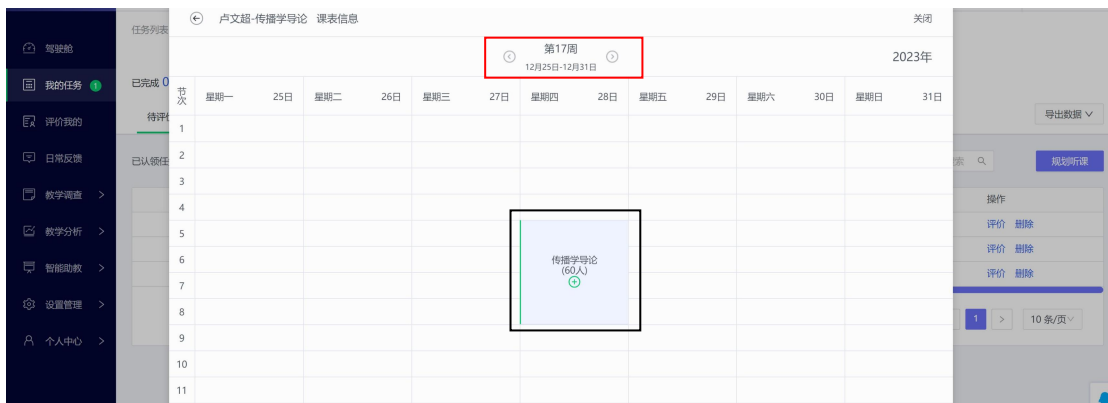 卢文超-传播学导论 课表信息 关闭
任务列表
第17周
12月25日-12月31日
2023年
驾驶舱
我的任务 1
评价我的
日常反馈
教学调查 >
教学分析 >
智能助教 >
设置管理 >
个人中心 >
已完成 0
待评
已认领任
导出数据
索
规划听课
节次 星期一 25日 星期二 26日 星期三 27日 星期四 28日 星期五 29日 星期六 30日 星期日 31日
1
2
3
4
5
6
7
8
9
10
11
传播学导论
(60人)
操作
评价 删除
评价 删除
评价 删除
1 > 10 条/页